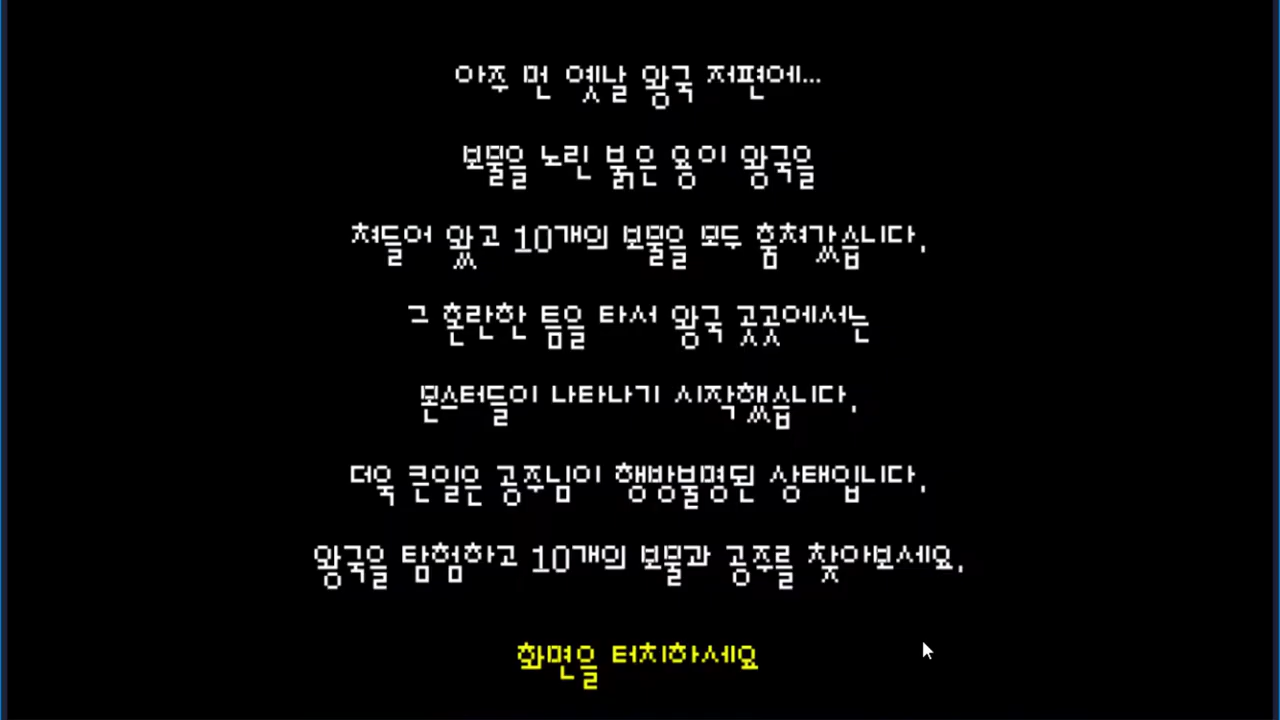 아주 먼 옛날 왕국 저편에...
보물을 노린 붉은 용이 왕국을
쳐들어 왔고 10개의 보물을 모두 훔쳐갔습니다.
그 혼란한 틈을 타서 왕국 곳곳에서는
몬스터들이 나타나기 시작했습니다.
더욱 큰일은 공주님이 행방불명된 상태입니다.
왕국을 탐험하고 10개의 보물과 공주를 찾아보세요.
화면을 터치하세요